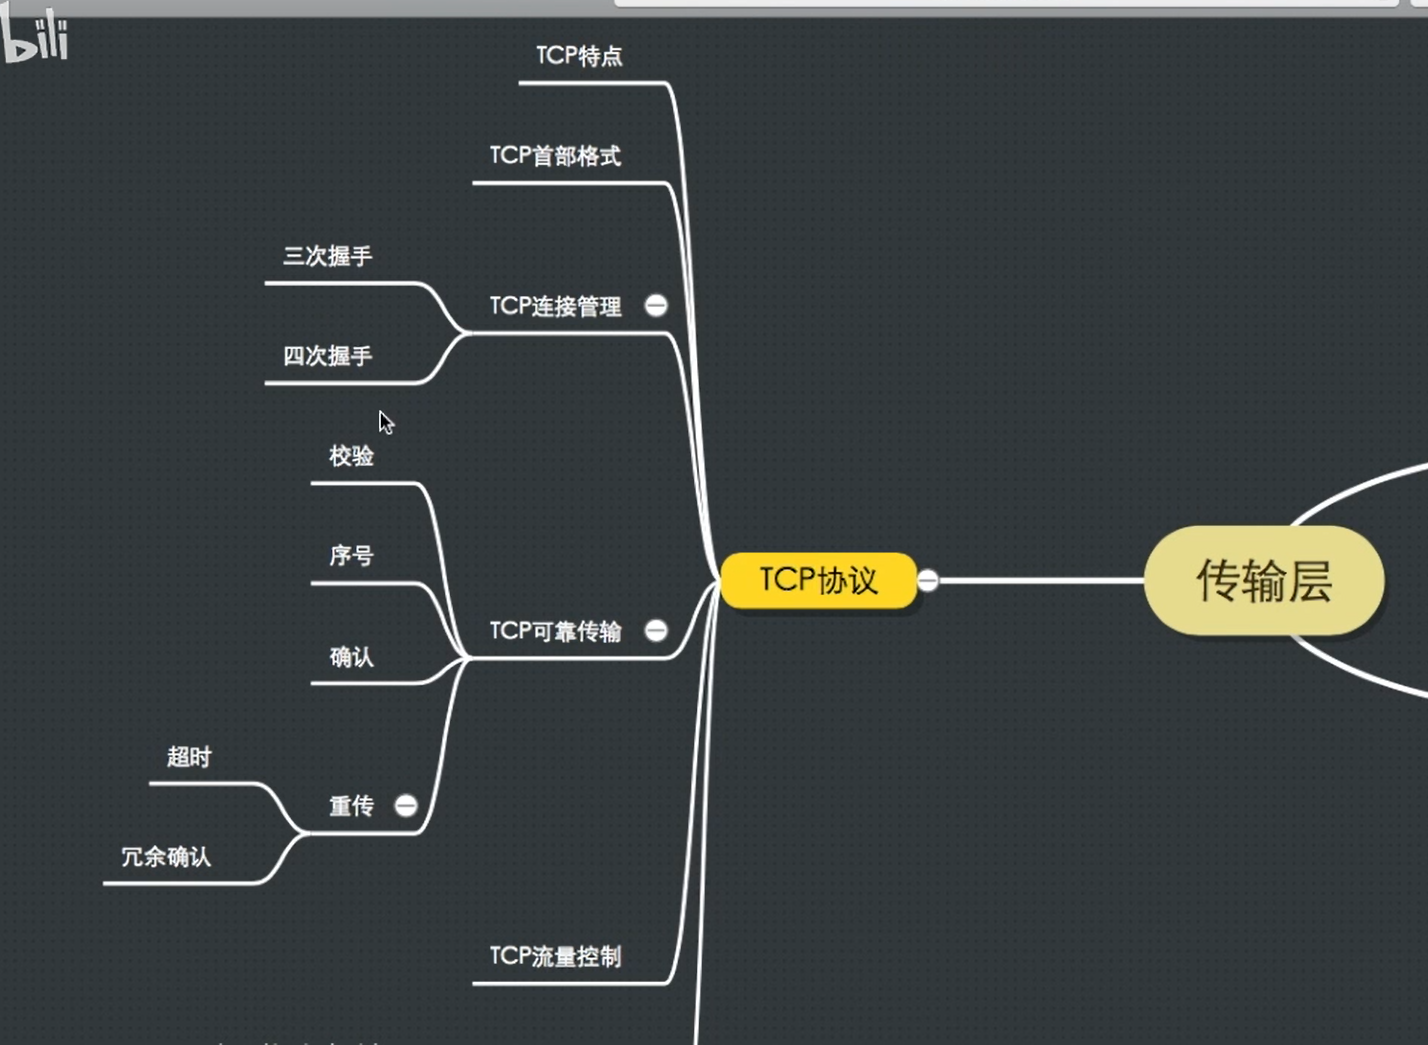 bili
TCP特点
TCP首部格式
三次握手
TCP连接管理
四次握手
校验
序号
TCP协议
传输层
TCP可靠传输
确认
超时
重传
冗余确认
TCP流量控制